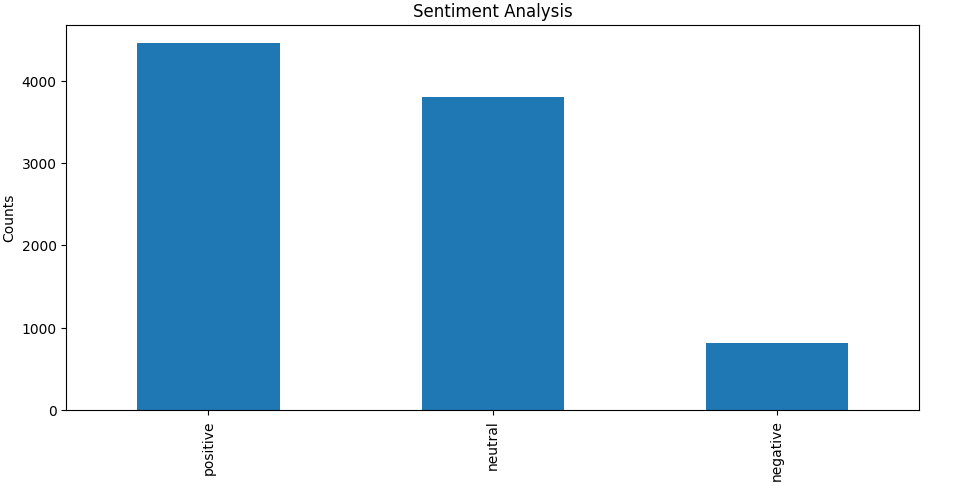 Sentiment Analysis
Counts
4000
3000
2000
1000
0
positive
neutral
negative